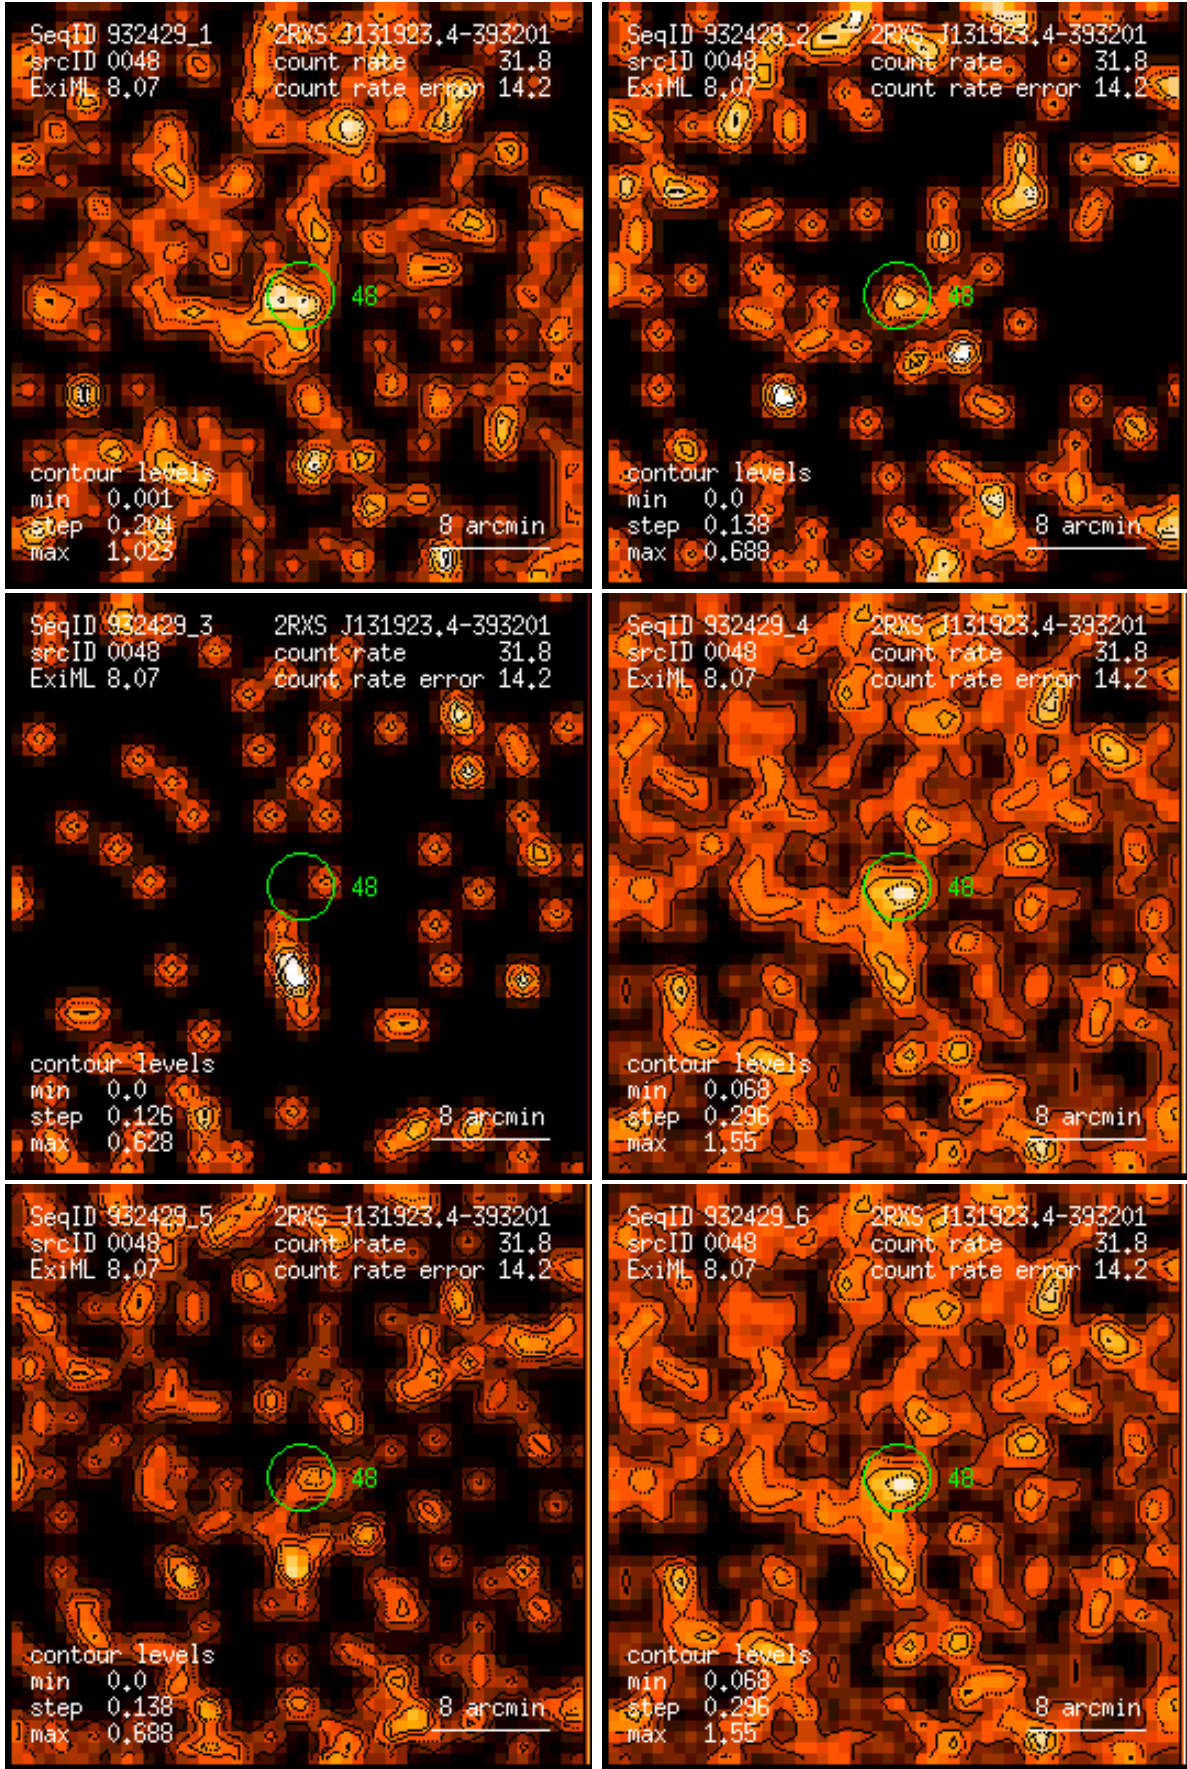 SeqID 932429_1 2RXS J131923.4-393201
srcID 0048 count rate 31.8
ExiML 8.07 count rate error 14.2
48
contour levels
min 0.001
step 0.204 8 arcmin
max 1.023
SeqID 932429_2 2RXS J131923.4-393201
srcID 0048 count rate 31.8
ExiML 8.07 count rate error 14.2
48
contour levels
min 0.0
step 0.138 8 arcmin
max 0.688
SeqID 932429_3 2RXS J131923.4-393201
srcID 0048 count rate 31.8
ExiML 8.07 count rate error 14.2
48
contour levels
min 0.0
step 0.126 8 arcmin
max 0.628
SeqID 932429_4 2RXS J131923.4-393201
srcID 0048 count rate 31.8
ExiML 8.07 count rate error 14.2
48
contour levels
min 0.068
step 0.296 8 arcmin
max 1.55
SeqID 932429_5 2RXS J131923.4-393201
srcID 0048 count rate 31.8
ExiML 8.07 count rate error 14.2
48
contour levels
min 0.0
step 0.138 8 arcmin
max 0.688
SeqID 932429_6 2RXS J131923.4-393201
srcID 0048 count rate 31.8
ExiML 8.07 count rate error 14.2
48
contour levels
min 0.068
step 0.296 8 arcmin
max 1.55